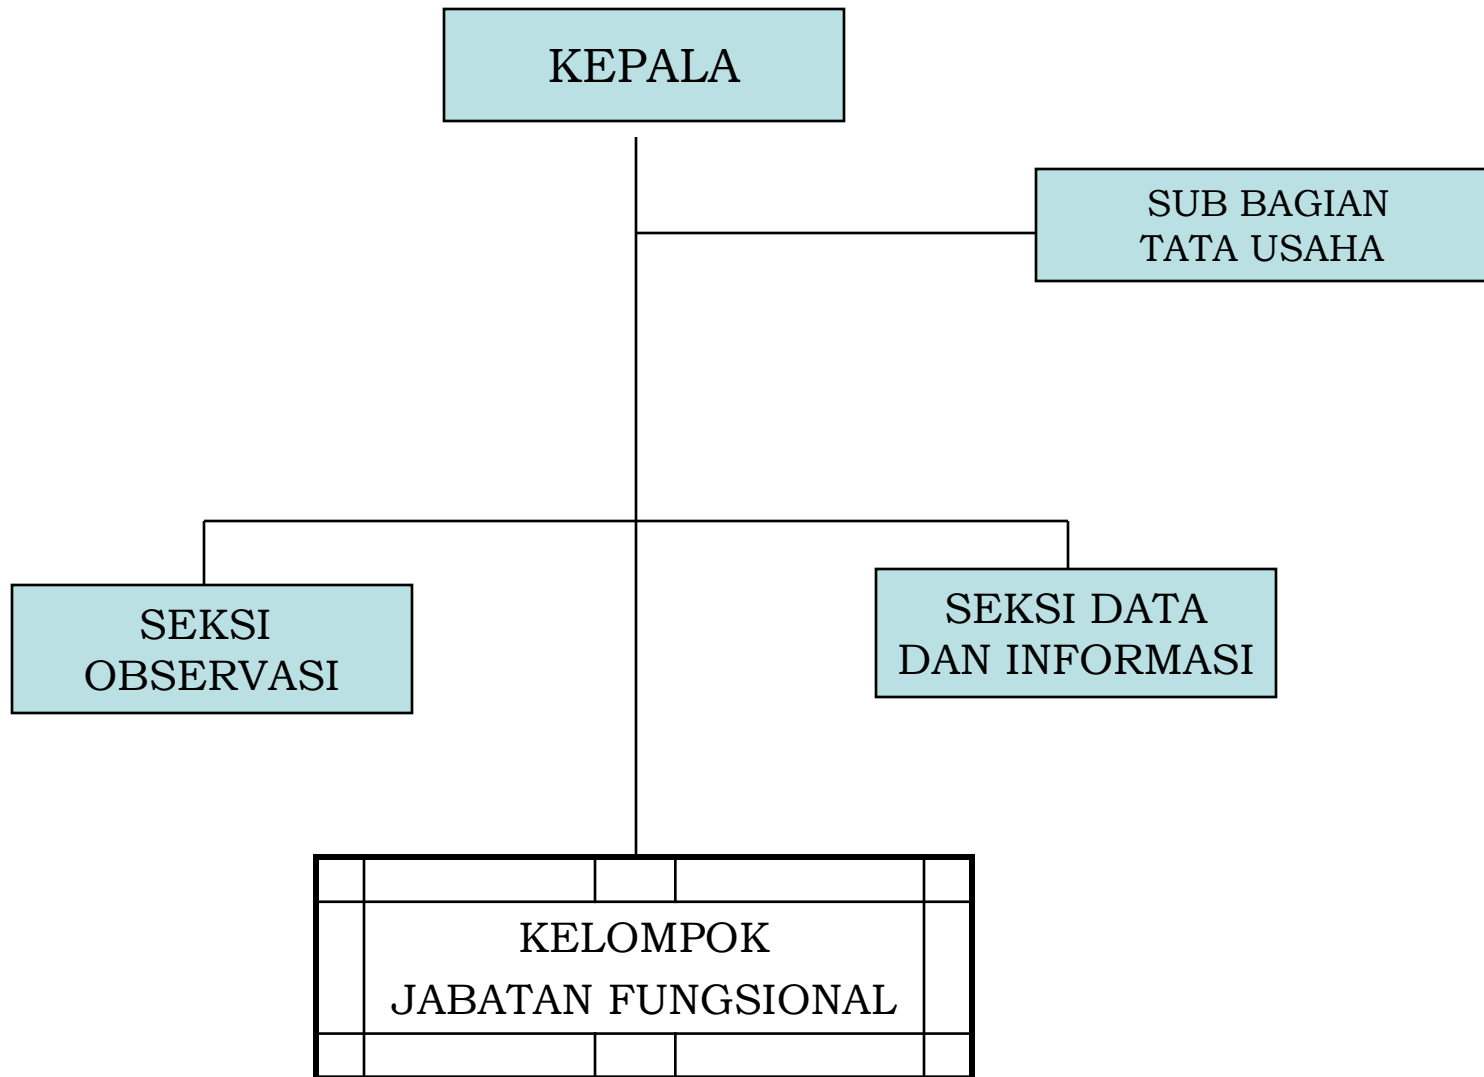 KEPALA
SUB BAGIAN
TATA USAHA
SEKSI
OBSERVASI
SEKSI DATA
DAN INFORMASI
KELOMPOK
JABATAN FUNGSIONAL